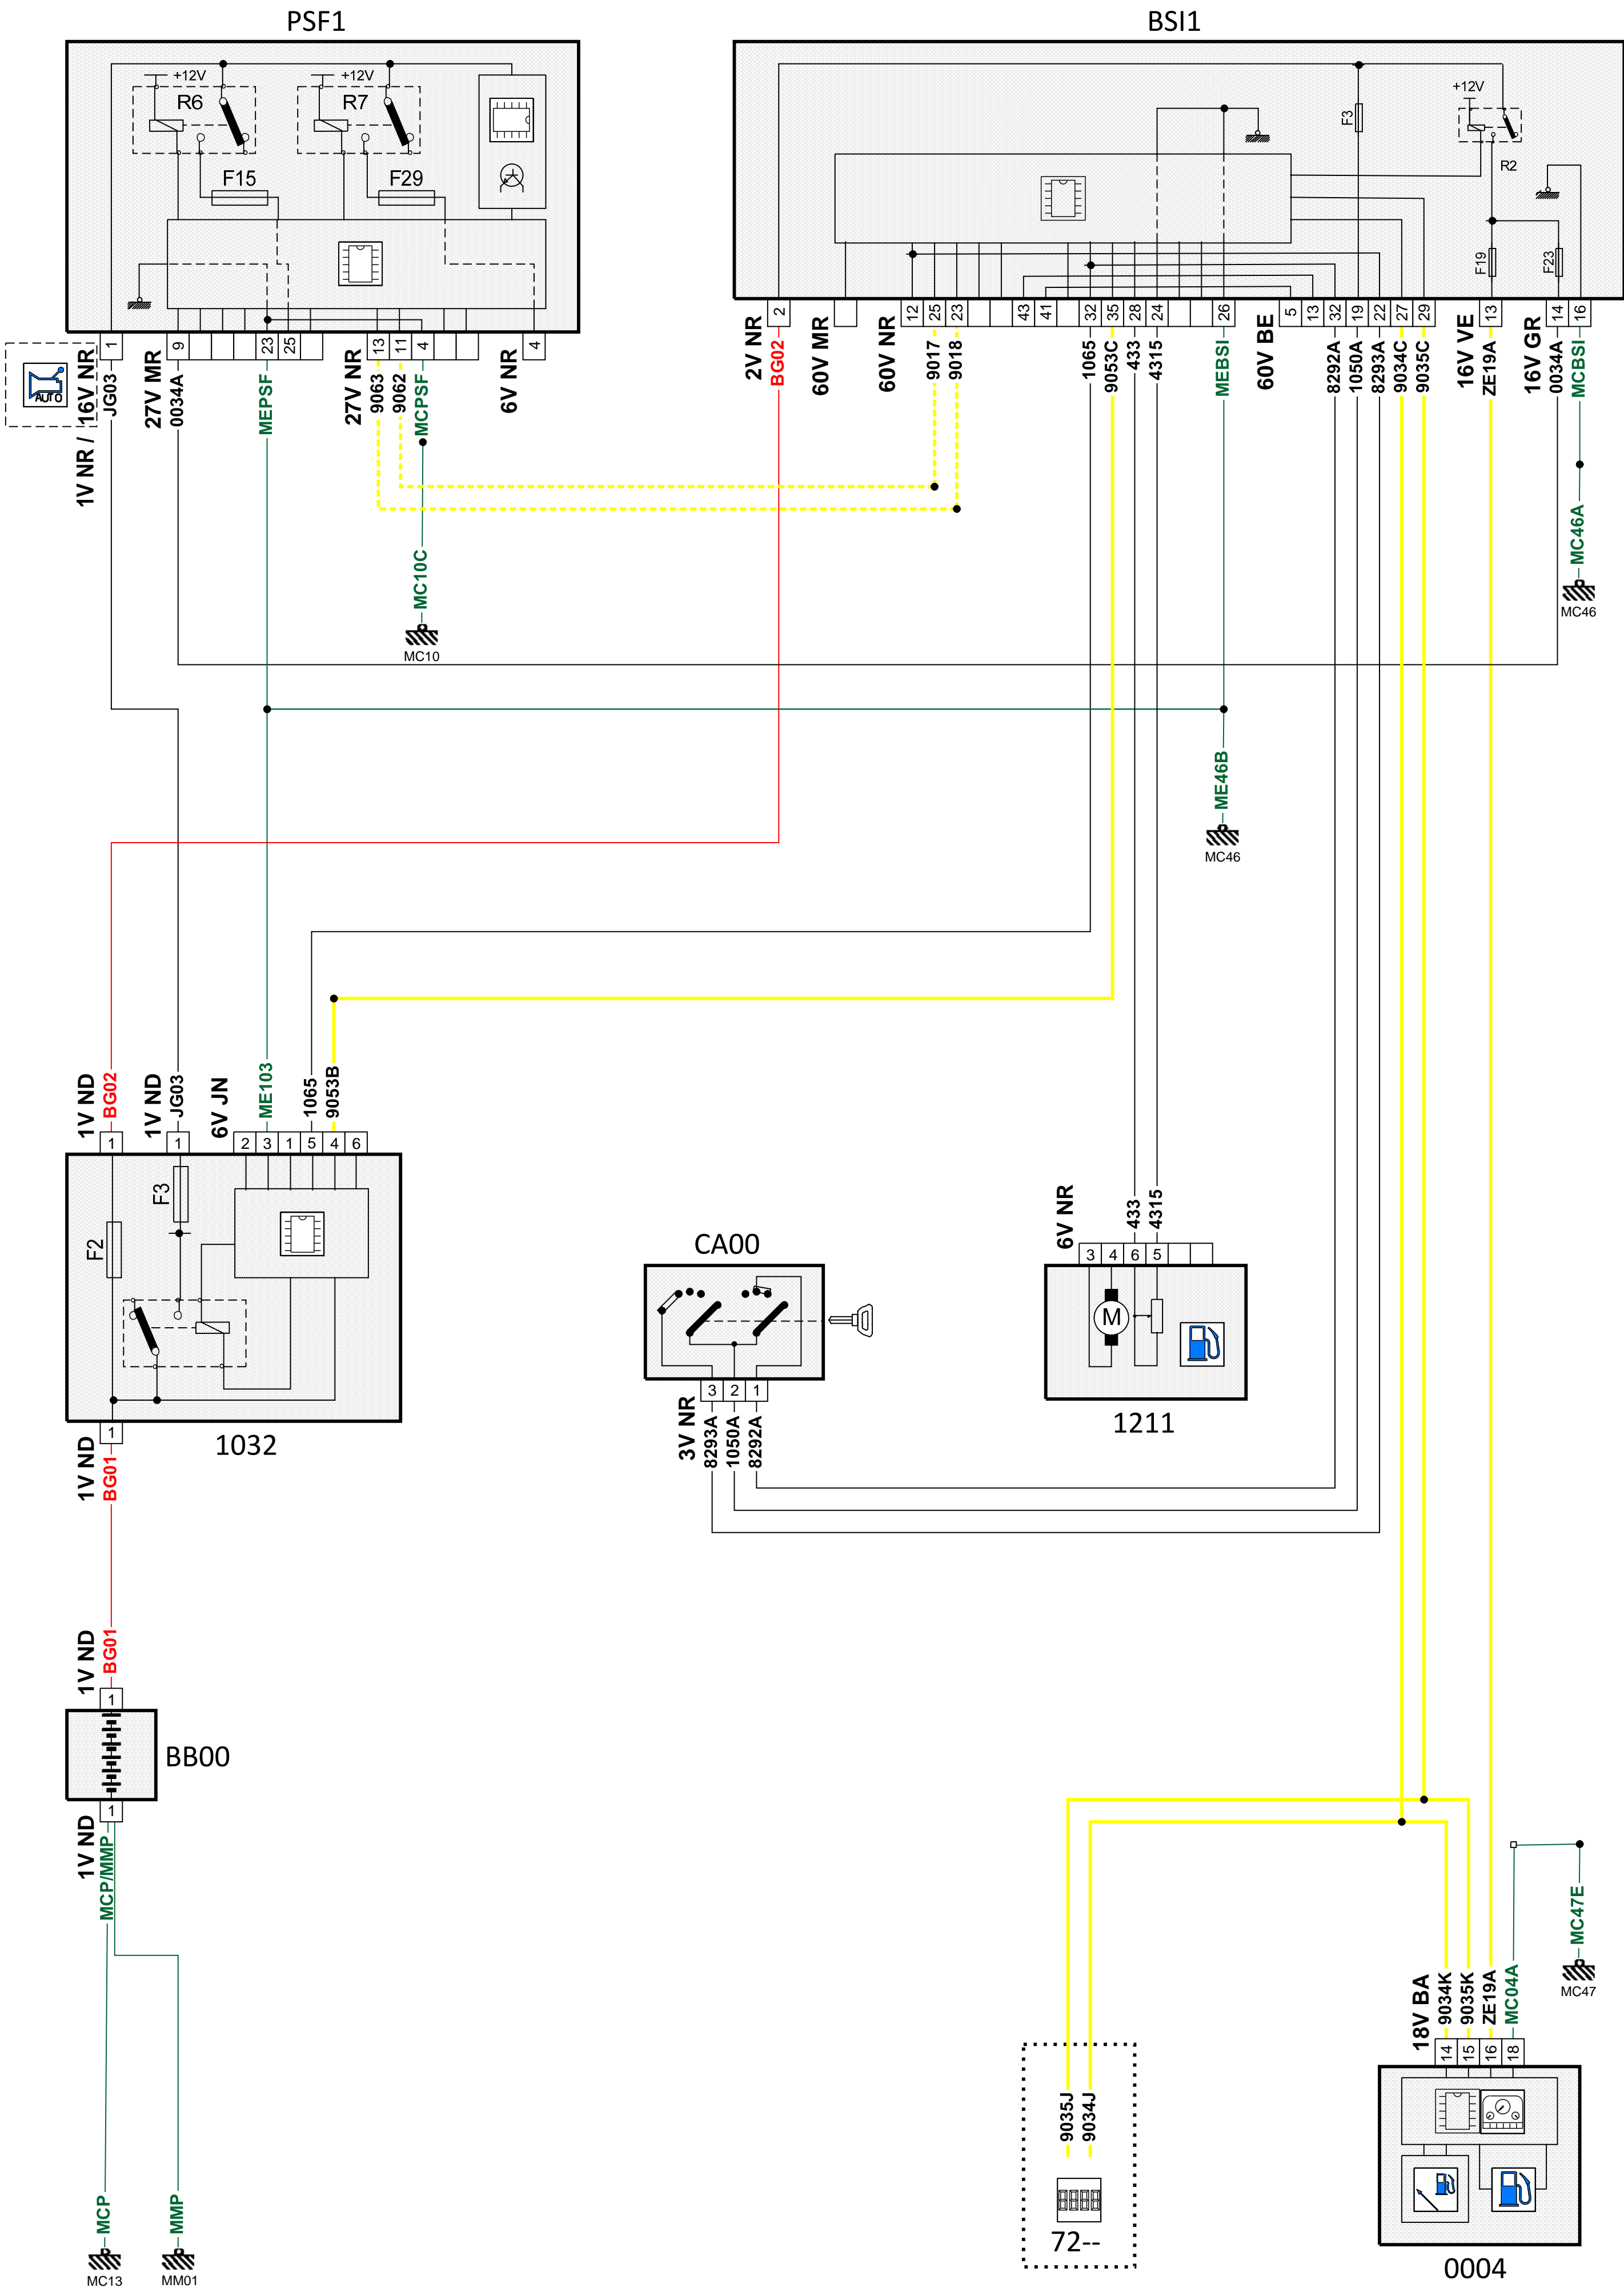 PSF1
BSI1
+12V
R6
+12V
R7
F15
F29
F3
+12V
R2
F19
F23
AUTO
1V NR / 16V NR
1
JG03
27V MR
9
0034A
23
MEPSF
25
27V NR
13
9063
11
9062
4
MCPSF
6V NR
4
2V NR
2
BG02
60V MR
60V NR
12
25
9017
23
9018
43
41
32
1065
35
9053C
28
433
24
4315
26
MEBSI
60V BE
5
13
32
8292A
19
1050A
22
8293A
27
9034C
29
9035C
16V VE
13
ZE19A
16V GR
14
0034A
16
MCBSI
MC10C
MC10
MC46A
MC46
ME46B
MC46
1V ND
BG02
1
1V ND
JG03
1
6V JN
ME103
1065
9053B
2 3 1 5 4 6
F2
F3
1032
1
1V ND
BG01
CA00
3 2 1
3V NR
8293A
1050A
8292A
6V NR
433
4315
3 4 6 5
M
1211
1V ND
BG01
1
BB00
1
1V ND
MCP/MMP
MCP
MC13
MMP
MM01
MC47E
MC47
18V BA
9034K
9035K
ZE19A
MC04A
14
15
16
18
0004
9035J
9034J
72--